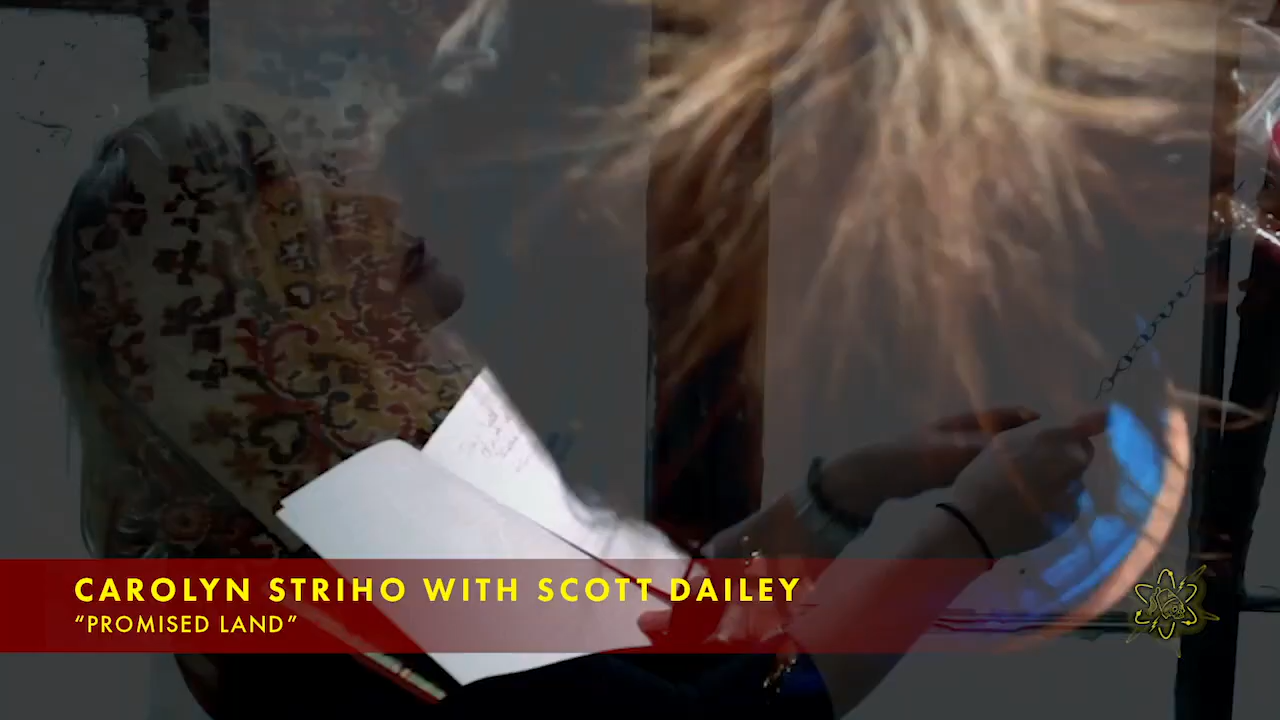 CAROLYN STRIHO WITH SCOTT DAILEY
“PROMISED LAND”